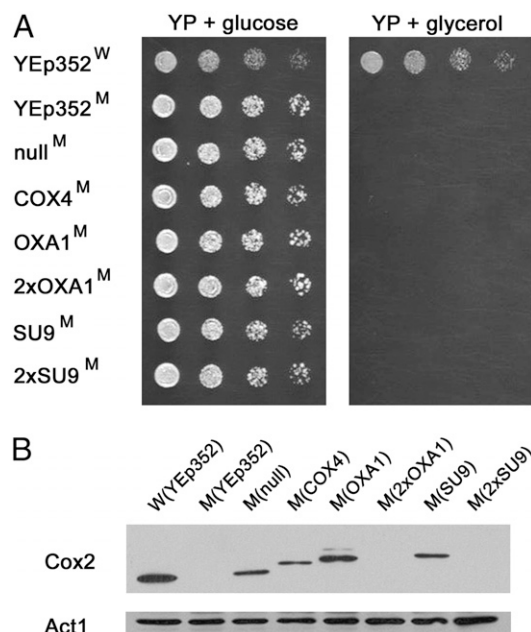 A
YP + glucose
YP + glycerol
YEp352W
YEp352M
nullM
COX4M
OXA1M
2xOXA1M
SU9M
2xSU9M
B
W(YEp352)
M(YEp352)
M(null)
M(COX4)
M(OXA1)
M(2xOXA1)
M(SU9)
M(2xSU9)
Cox2
Act1